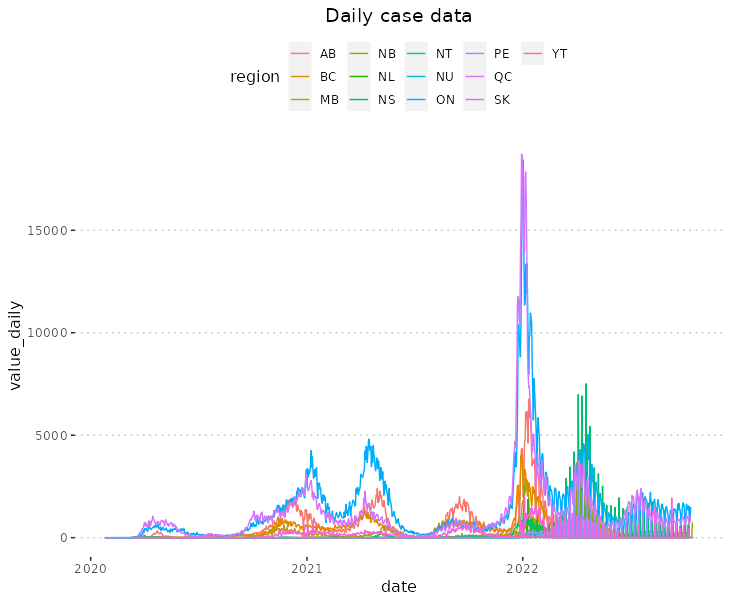 Daily case data
region
AB NB NT PE YT
BC NL NU QC
MB NS ON SK
15000
10000
5000
0
value_daily
2020 2021 2022
date